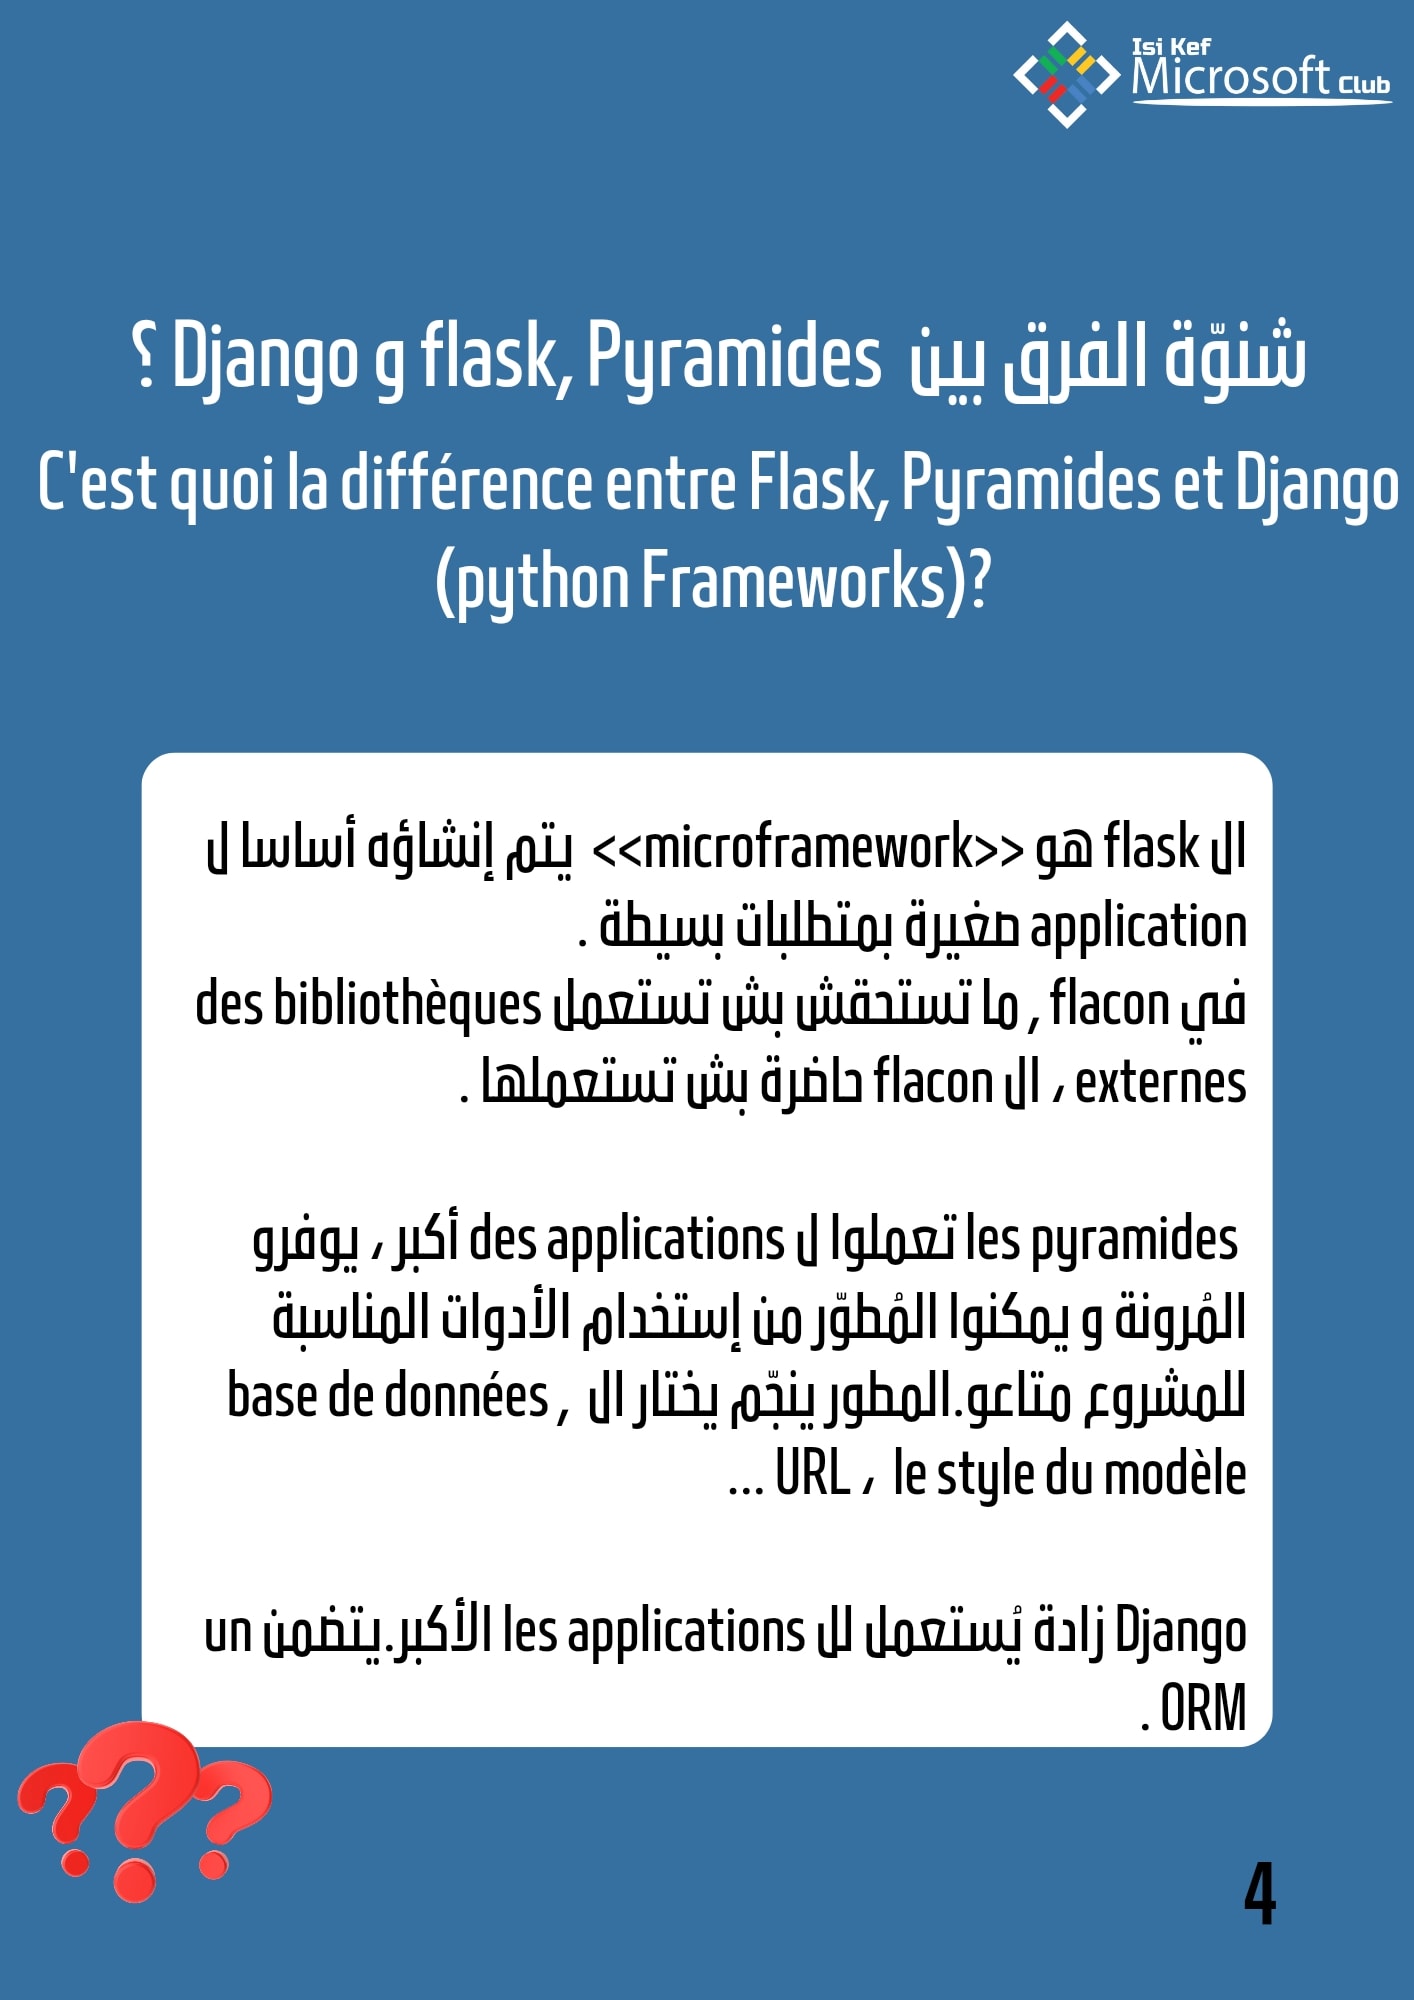 Isi Kef
Microsoft Club
شنوّة الفرق بين flask, Pyramides و Django ؟
C'est quoi la différence entre Flask, Pyramides et Django
(python Frameworks)?
ال flask هو <<microframework>> يتم إنشاؤه أساسا ل
application صغيرة بمتطلبات بسيطة .
في flacon , ما تستحقش بش تستعمل des bibliothèques
externes ، ال flacon حاضرة بش تستعملها .
les pyramides تعملوا ل des applications أكبر ، يوفرو
المُرونة و يمكنوا المُطوّر من إستخدام الأدوات المناسبة
للمشروع متاعو.المطور ينجّم يختار ال , base de données
le style du modèle ، URL ...
Django زادة يُستعمل لل les applications الأكبر.يتضمن un
ORM .
4